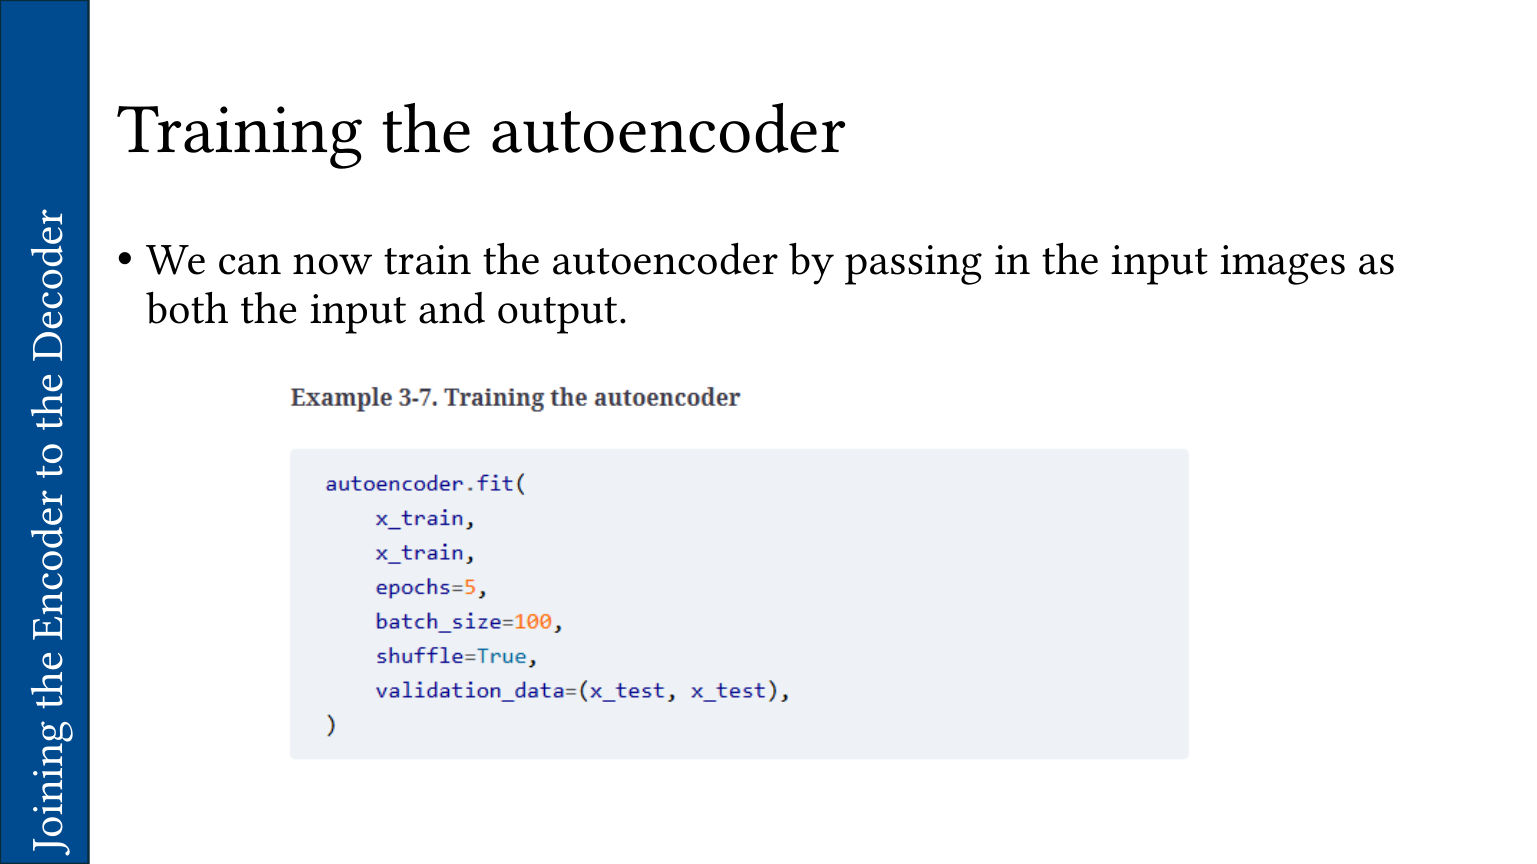 Joining the Encoder to the Decoder
Training the autoencoder
• We can now train the autoencoder by passing in the input images as
both the input and output.
Example 3-7. Training the autoencoder
autoencoder.fit(
    x_train,
    x_train,
    epochs=5,
    batch_size=100,
    shuffle=True,
    validation_data=(x_test, x_test),
)